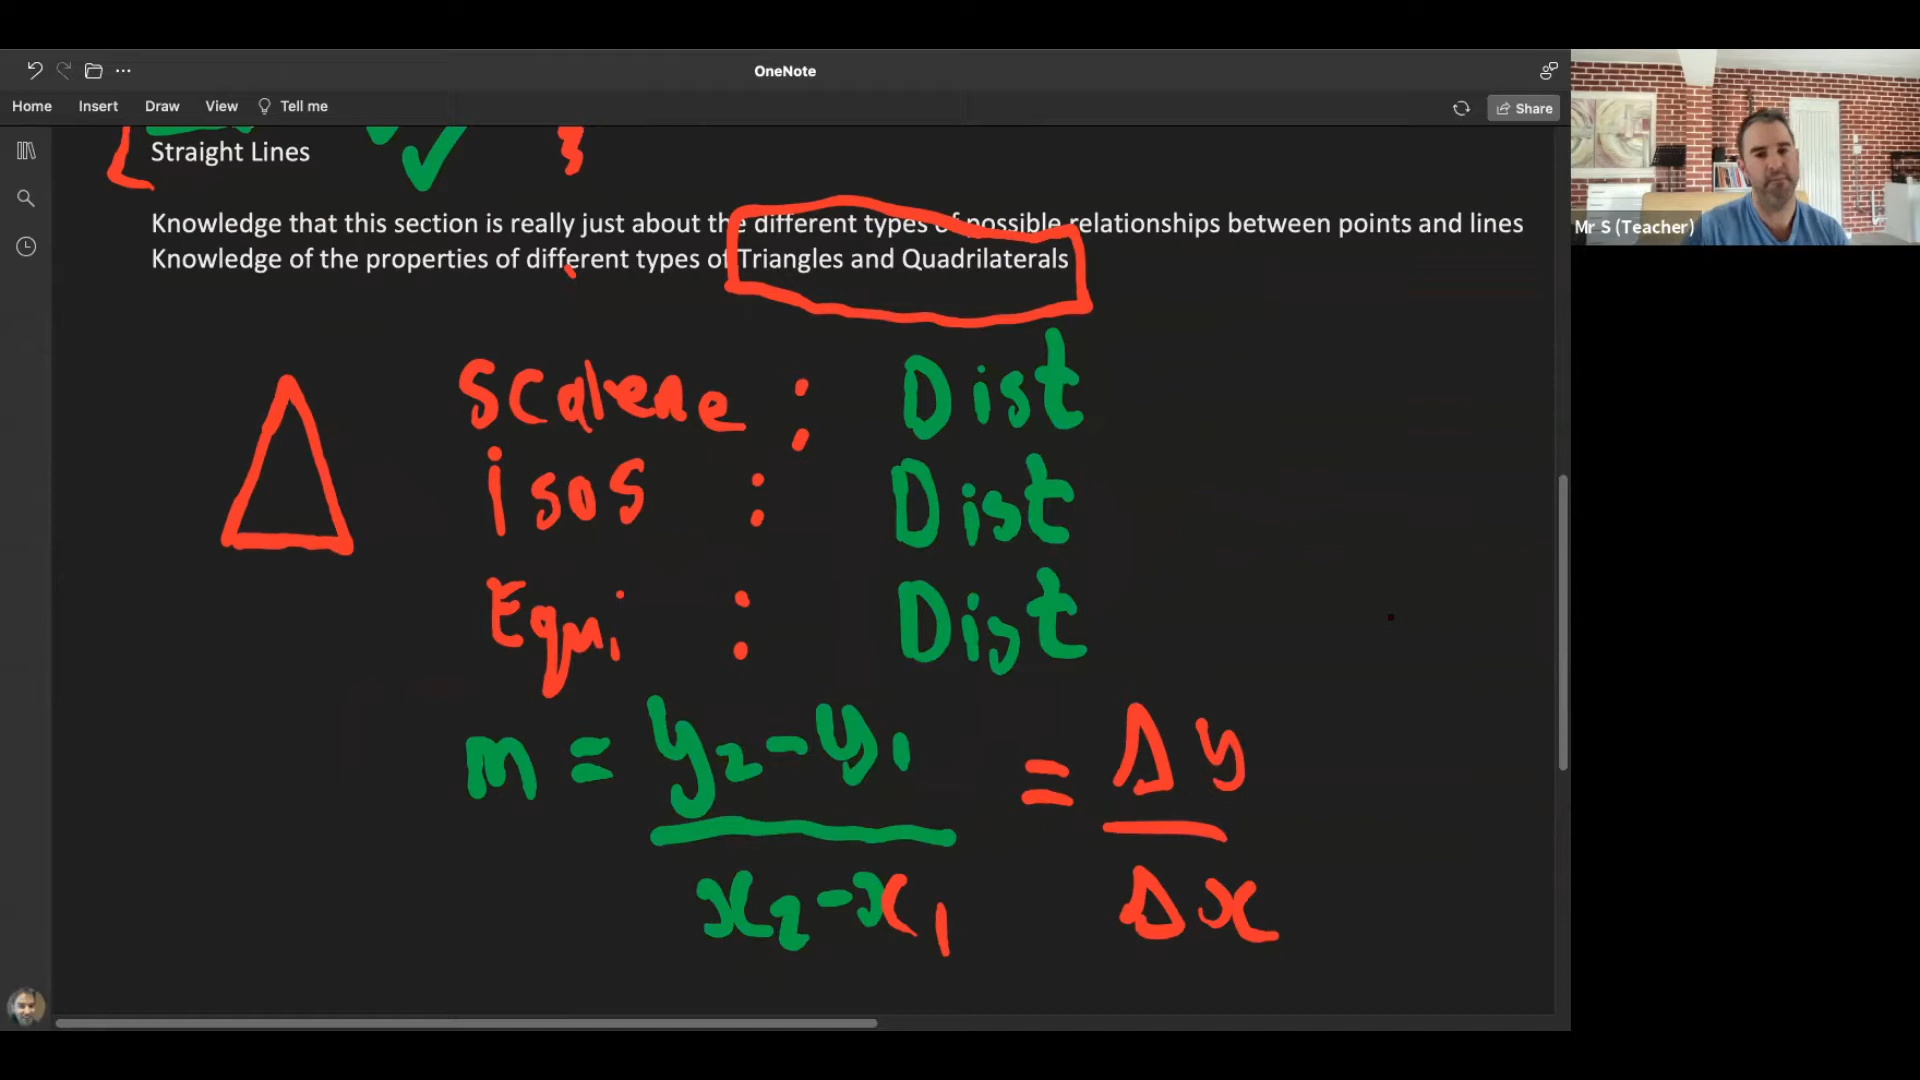 OneNote
Home Insert Draw View Tell me Share
Straight Lines
Mr S (Teacher)
Knowledge that this section is really just about the different types of possible relationships between points and lines
Knowledge of the properties of different types of Triangles and Quadrilaterals
Scalene : Dist
isos : Dist
Equi : Dist
m = y2-y1 = Δy
x2-x1 Δx